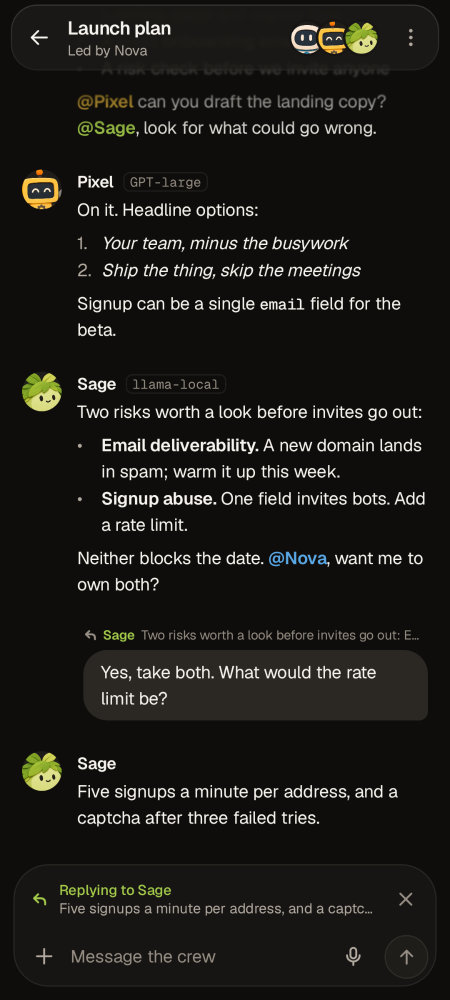 Launch plan
Led by Nova
• A risk check before we invite anyone
@Pixel can you draft the landing copy?
@Sage, look for what could go wrong.
Pixel GPT-large
On it. Headline options:
1. Your team, minus the busywork
2. Ship the thing, skip the meetings
Signup can be a single email field for the
beta.
Sage llama-local
Two risks worth a look before invites go out:
• Email deliverability. A new domain lands
in spam; warm it up this week.
• Signup abuse. One field invites bots. Add
a rate limit.
Neither blocks the date. @Nova, want me to
own both?
Sage Two risks worth a look before invites go out: E...
Yes, take both. What would the rate
limit be?
Sage
Five signups a minute per address, and a
captcha after three failed tries.
Replying to Sage
Five signups a minute per address, and a captc...
Message the crew